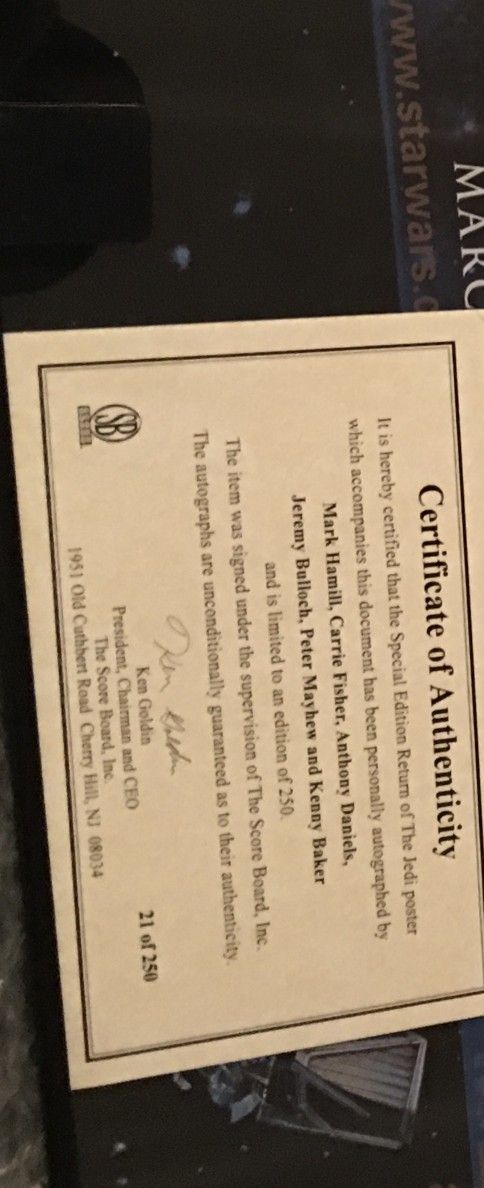 www.starwars.c
MARC
Certificate of Authenticity
It is hereby certified that the Special Edition Return of The Jedi poster
which accompanies this document has been personally autographed by
Mark Hamill, Carrie Fisher, Anthony Daniels,
Jeremy Bulloch, Peter Mayhew and Kenny Baker
and is limited to an edition of 250.
The item was signed under the supervision of The Score Board, Inc.
The autographs are unconditionally guaranteed as to their authenticity.
Ken Goldin
Ken Goldin
President, Chairman and CEO
The Score Board, Inc.
1951 Old Cuthbert Road Cherry Hill, NJ 08034
21 of 250
SB